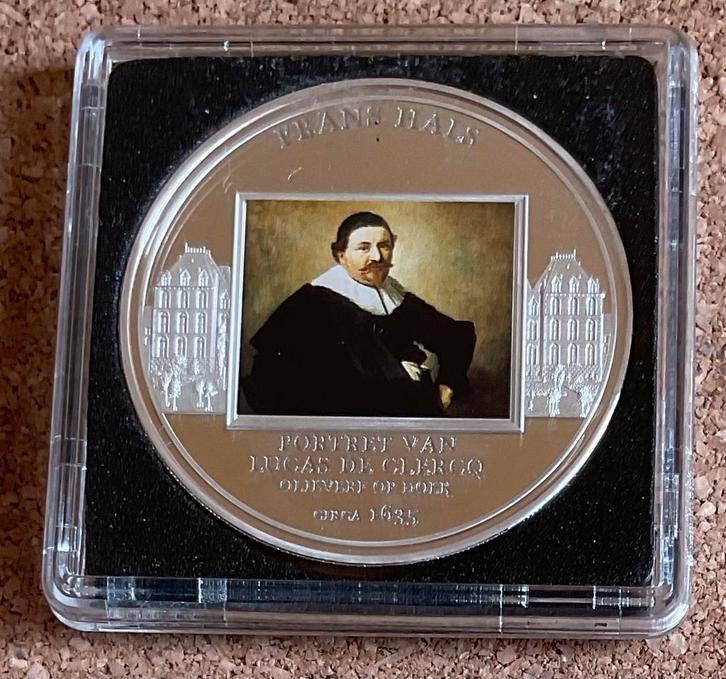 FRANS HALS
PORTRET VAN
LUCAS DE CLERCQ
OLIEVERF OP DOEK
CIRCA 1635